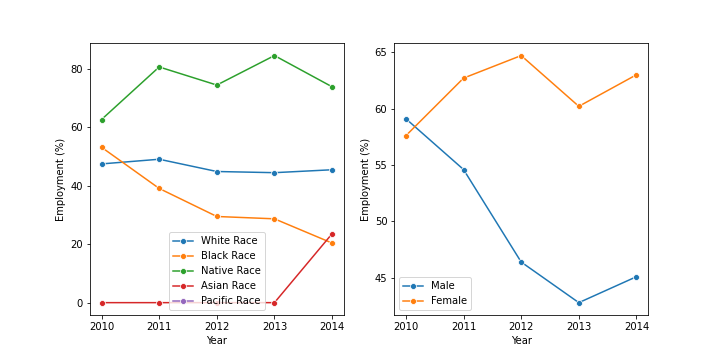 Employment (%)
80
60
40
20
0
White Race
Black Race
Native Race
Asian Race
Pacific Race
2010 2011 2012 2013 2014
Year
Employment (%)
65
60
55
50
45
Male
Female
2010 2011 2012 2013 2014
Year